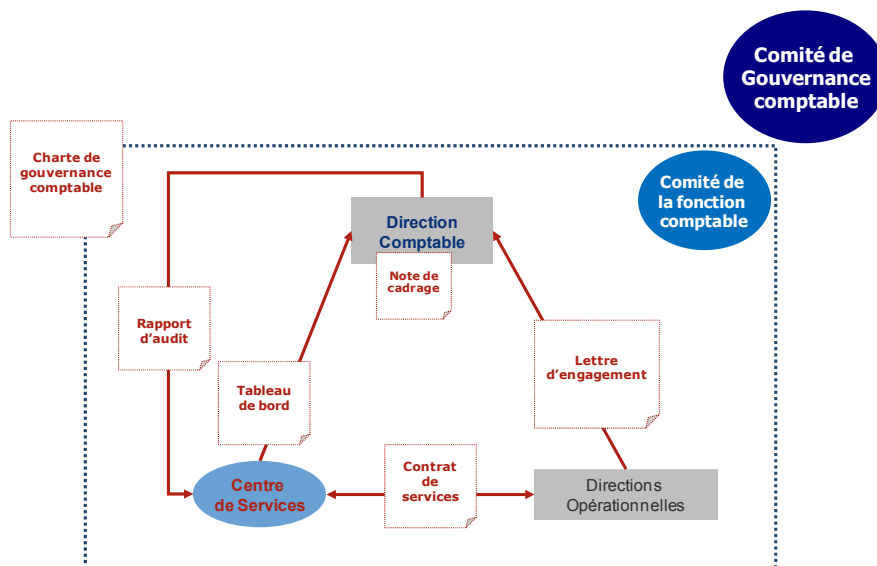 Comité de
Gouvernance
comptable
Charte de
gouvernance
comptable
Comité de
la fonction
comptable
Direction
Comptable
Note de
cadrage
Rapport
d'audit
Lettre
d'engagement
Tableau
de bord
Contrat
de
services
Centre
de Services
Directions
Opérationnelles